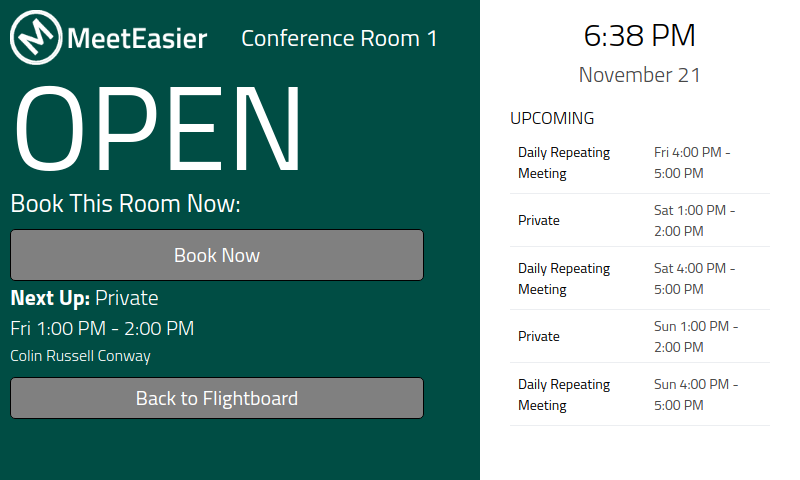 MeetEasier
Conference Room 1
OPEN
Book This Room Now:
Book Now
Next Up: Private
Fri 1:00 PM - 2:00 PM
Colin Russell Conway
Back to Flightboard
6:38 PM
November 21
UPCOMING
Daily Repeating
Meeting
Fri 4:00 PM -
5:00 PM
Private
Sat 1:00 PM -
2:00 PM
Daily Repeating
Meeting
Sat 4:00 PM -
5:00 PM
Private
Sun 1:00 PM -
2:00 PM
Daily Repeating
Meeting
Sun 4:00 PM -
5:00 PM